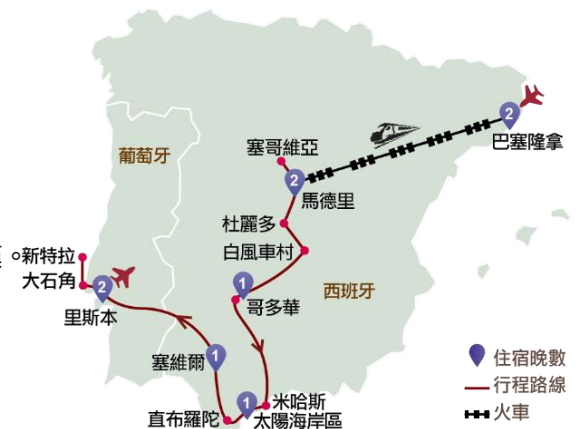 塞哥維亞
2
巴塞隆拿
葡萄牙
2
馬德里
杜麗多
白風車村
新特拉
大石角
2
里斯本
1
哥多華
西班牙
塞維爾
1
住宿晚數
行程路線
火車
直布羅陀
1
米哈斯
太陽海岸區